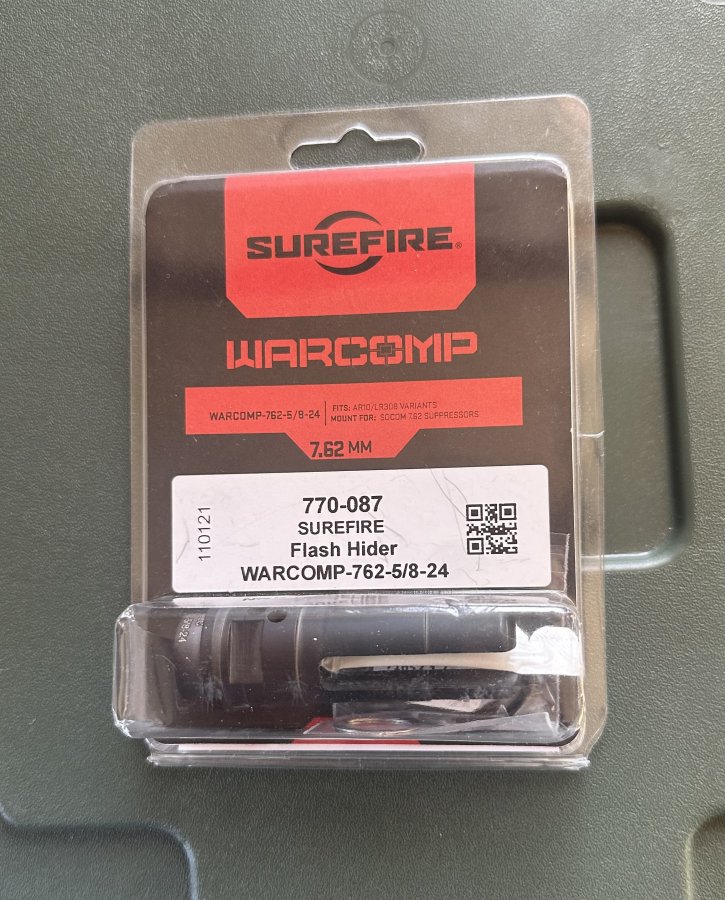 SUREFIRE®
WARCOMP
WARCOMP-762-5/8-24
FITS: AR10/LR308 VARIANTS
MOUNT FOR: SOCOM 7.62 SUPPRESSORS
7.62 MM
110121
770-087
SUREFIRE
Flash Hider
WARCOMP-762-5/8-24